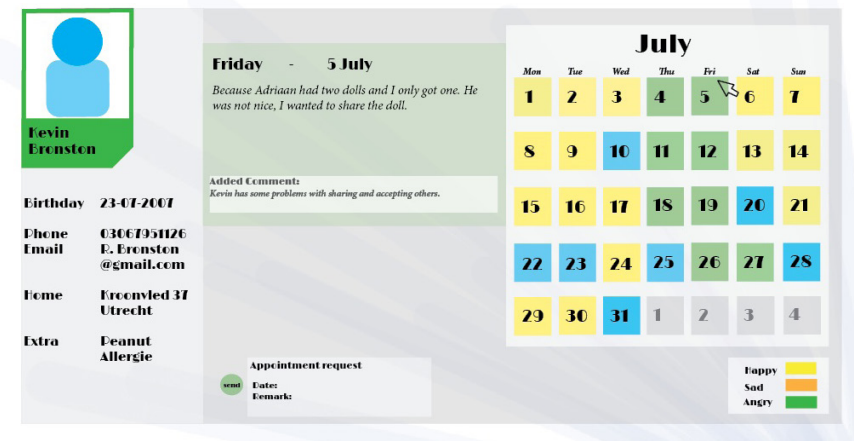 Kevin
Bronston
Birthday 23-07-2007
Phone 03067951126
Email R. Bronston
@gmail.com
Home Kroonvled 37
Utrecht
Extra Peanut
Allergie
Friday - 5 July
Because Adriaan had two dolls and I only got one. He
was not nice, I wanted to share the doll.
Added Comment:
Kevin has some problems with sharing and accepting others.
Appointment request
send
Date:
Remark:
July
Mon Tue Wed Thu Fri Sat Sun
1 2 3 4 5 6 7
8 9 10 11 12 13 14
15 16 17 18 19 20 21
22 23 24 25 26 27 28
29 30 31 1 2 3 4
Happy
Sad
Angry